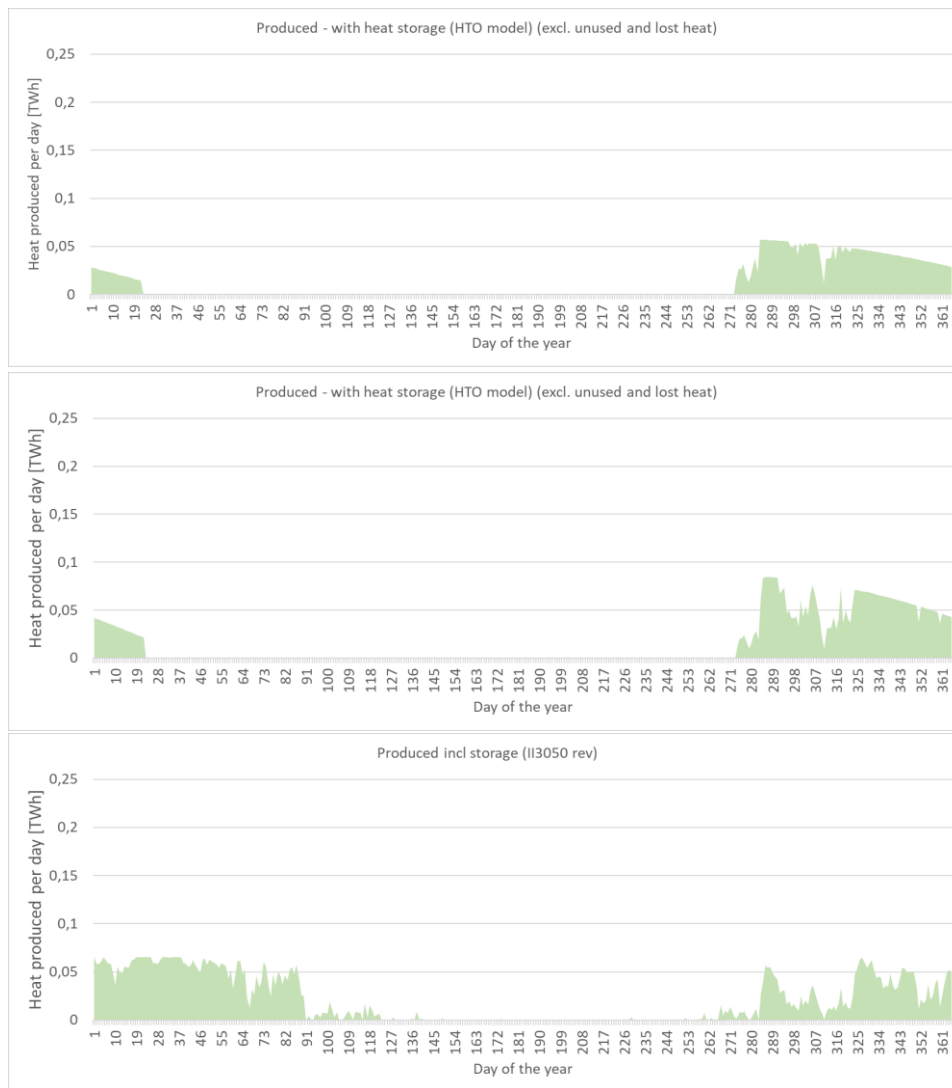 Produced - with heat storage (HTO model) (excl. unused and lost heat)
Heat produced per day [TWh]
0,25
0,2
0,15
0,1
0,05
0
1 10 19 28 37 46 55 64 73 82 91 100 109 118 127 136 145 154 163 172 181 190 199 208 217 226 235 244 253 262 271 280 289 298 307 316 325 334 343 352 361
Day of the year
Produced - with heat storage (HTO model) (excl. unused and lost heat)
Heat produced per day [TWh]
0,25
0,2
0,15
0,1
0,05
0
1 10 19 28 37 46 55 64 73 82 91 100 109 118 127 136 145 154 163 172 181 190 199 208 217 226 235 244 253 262 271 280 289 298 307 316 325 334 343 352 361
Day of the year
Produced incl storage (II3050 rev)
Heat produced per day [TWh]
0,25
0,2
0,15
0,1
0,05
0
1 10 19 28 37 46 55 64 73 82 91 100 109 118 127 136 145 154 163 172 181 190 199 208 217 226 235 244 253 262 271 280 289 298 307 316 325 334 343 352 361
Day of the year